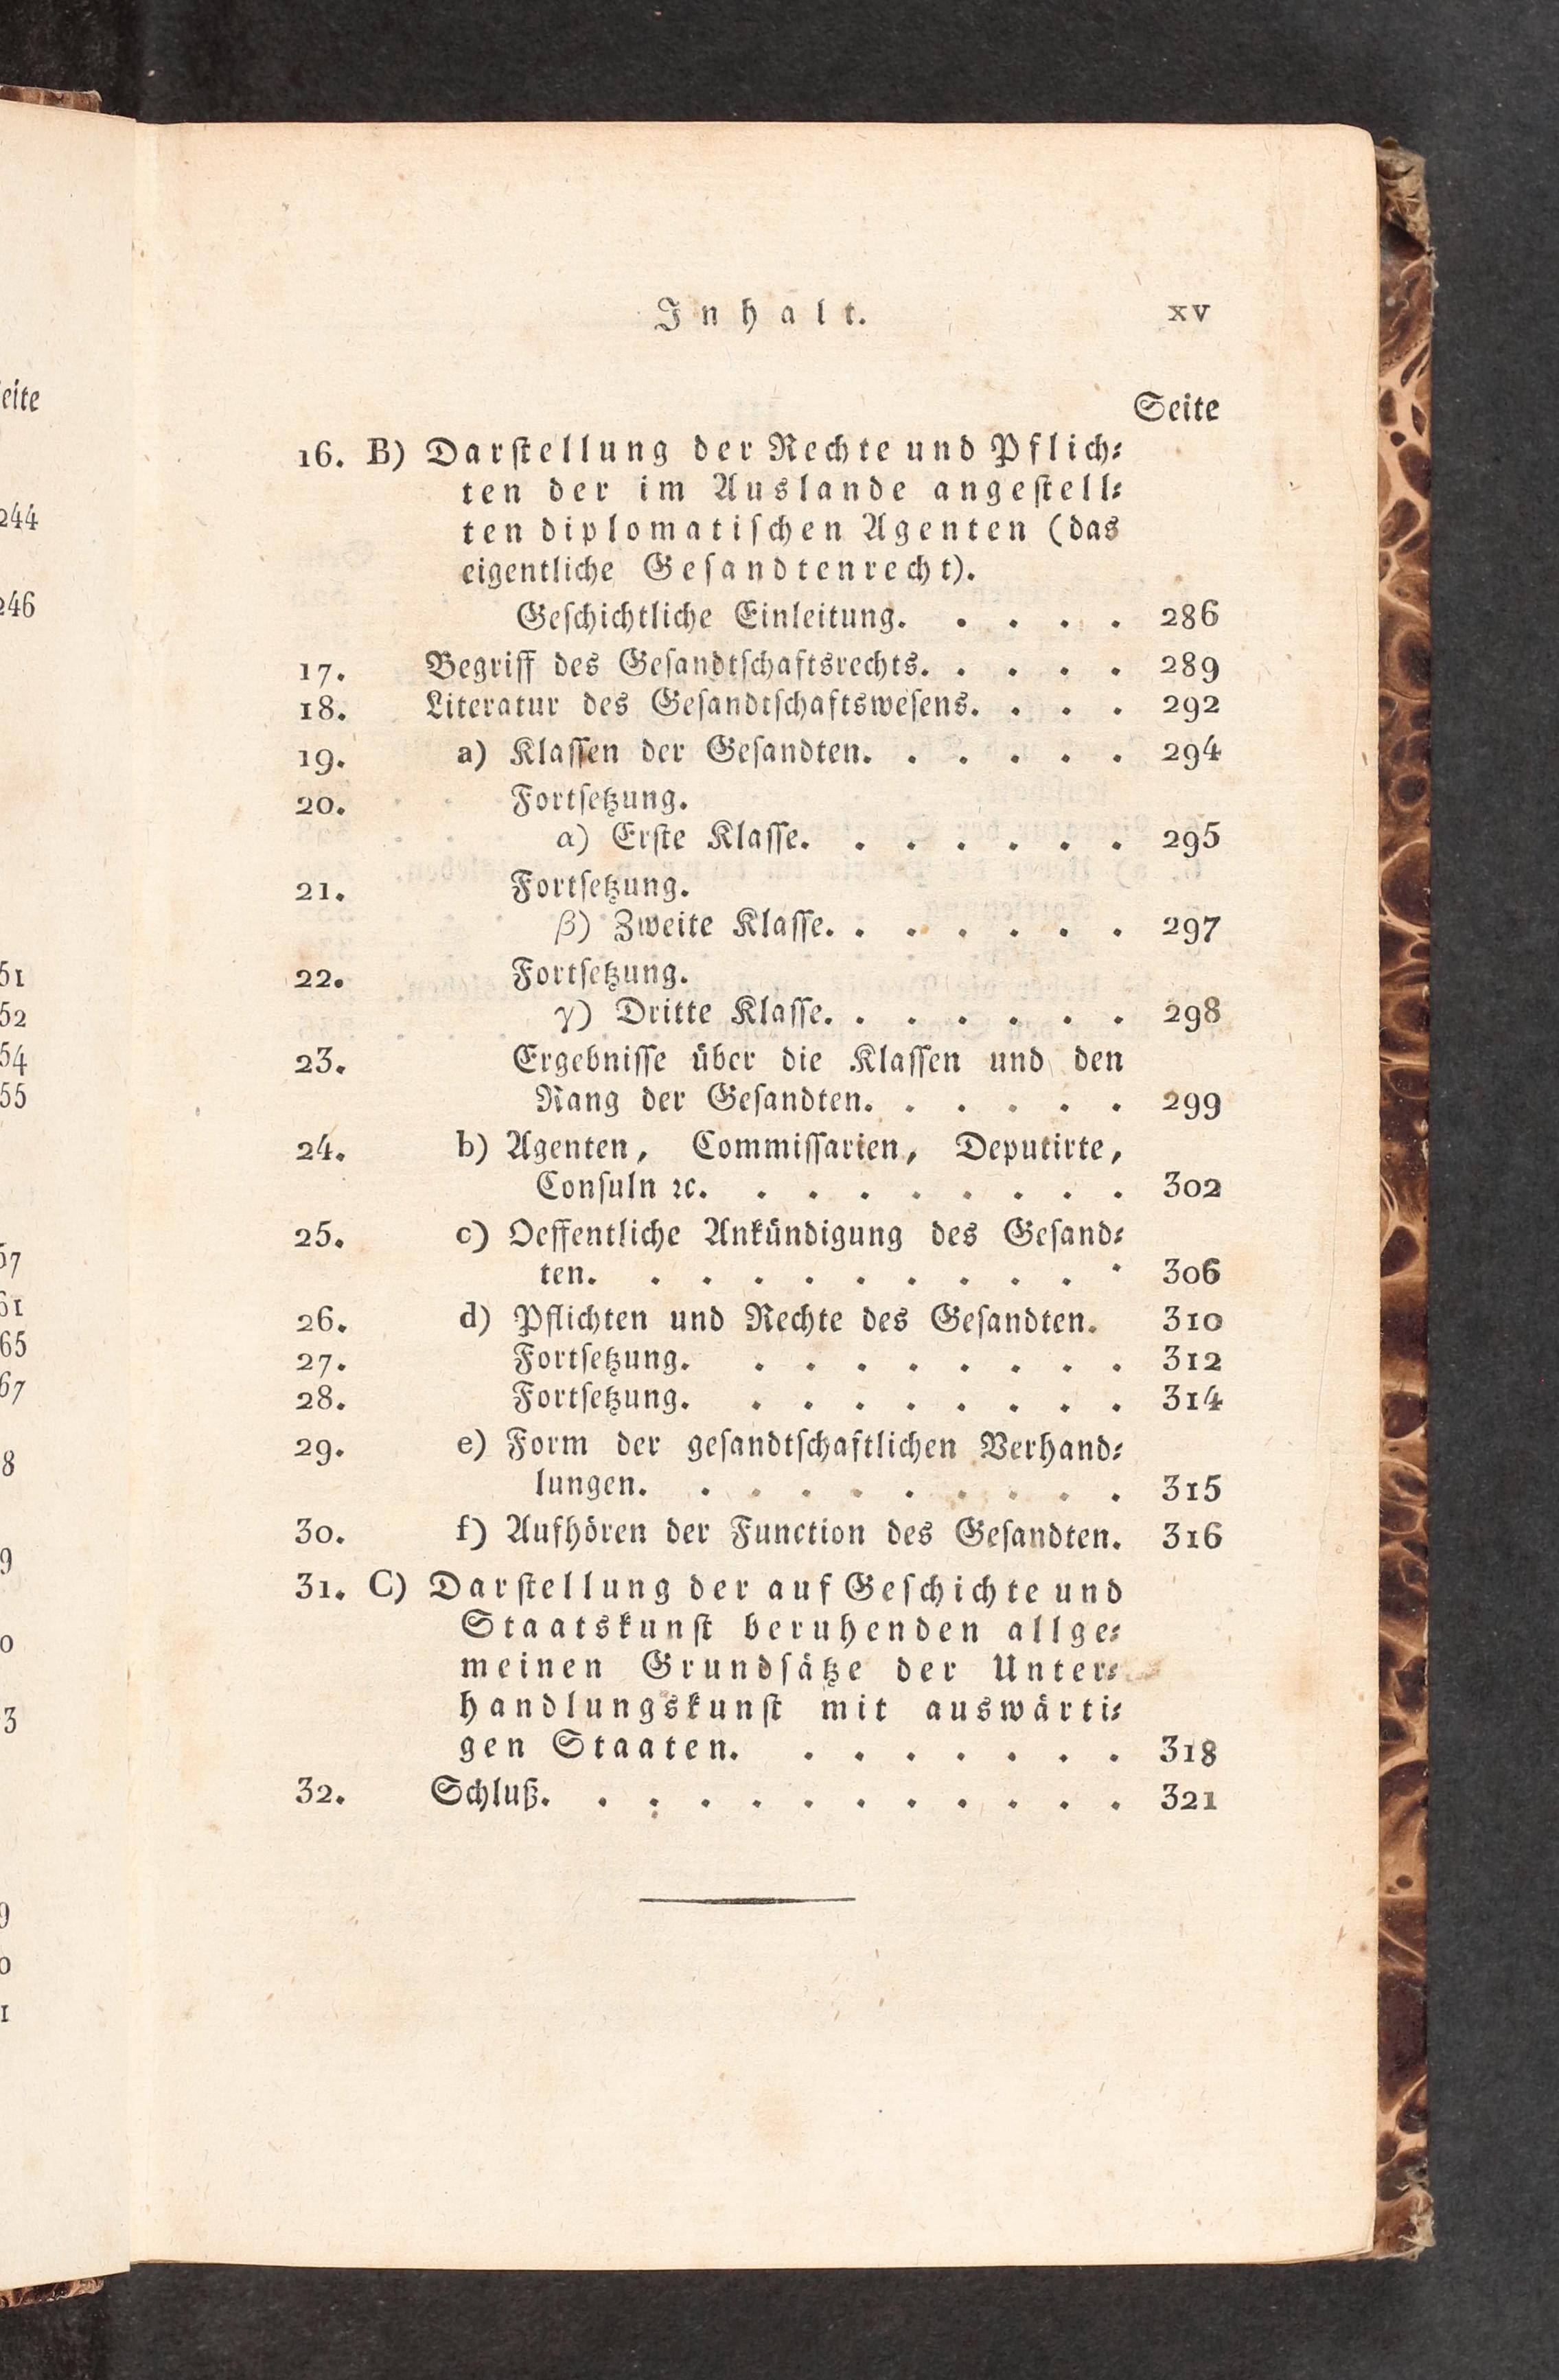 Inhalt. XV
Seite
16. B) Darſtellung der Rechte und Pflich⸗
ten der im Auslande angeſtell⸗
ten diplomatiſchen Agenten (das
eigentliche Geſandtenrecht).
Geſchichtliche Einleitung. . . . . 286
17. Begriff des Geſandtſchaftsrechts. . . . . 289
18. Literatur des Geſandtſchaftsweſens. . . . 292
19. a) Klaſſen der Geſandten. . . . . . 294
20. Fortſetzung.
α) Erſte Klaſſe. . . . . . . 295
21. Fortſetzung.
β) Zweite Klaſſe. . . . . . . 297
22. Fortſetzung.
γ) Dritte Klaſſe. . . . . . . 298
23. Ergebniſſe über die Klaſſen und den
Rang der Geſandten. . . . . . 299
24. b) Agenten, Commiſſarien, Deputirte,
Conſuln ꝛc. . . . . . . . . 302
25. c) Oeffentliche Ankündigung des Geſand⸗
ten. . . . . . . . . . . 306
26. d) Pflichten und Rechte des Geſandten. 310
27. Fortſetzung. . . . . . . . . 312
28. Fortſetzung. . . . . . . . . 314
29. e) Form der geſandtſchaftlichen Verhand⸗
lungen. . . . . . . . . . 315
30. f) Aufhören der Function des Geſandten. 316
31. C) Darſtellung der auf Geſchichte und
Staatskunſt beruhenden allge⸗
meinen Grundſätze der Unter⸗
handlungskunſt mit auswärti⸗
gen Staaten. . . . . . . . 318
32. Schluß. . . . . . . . . . . . 321